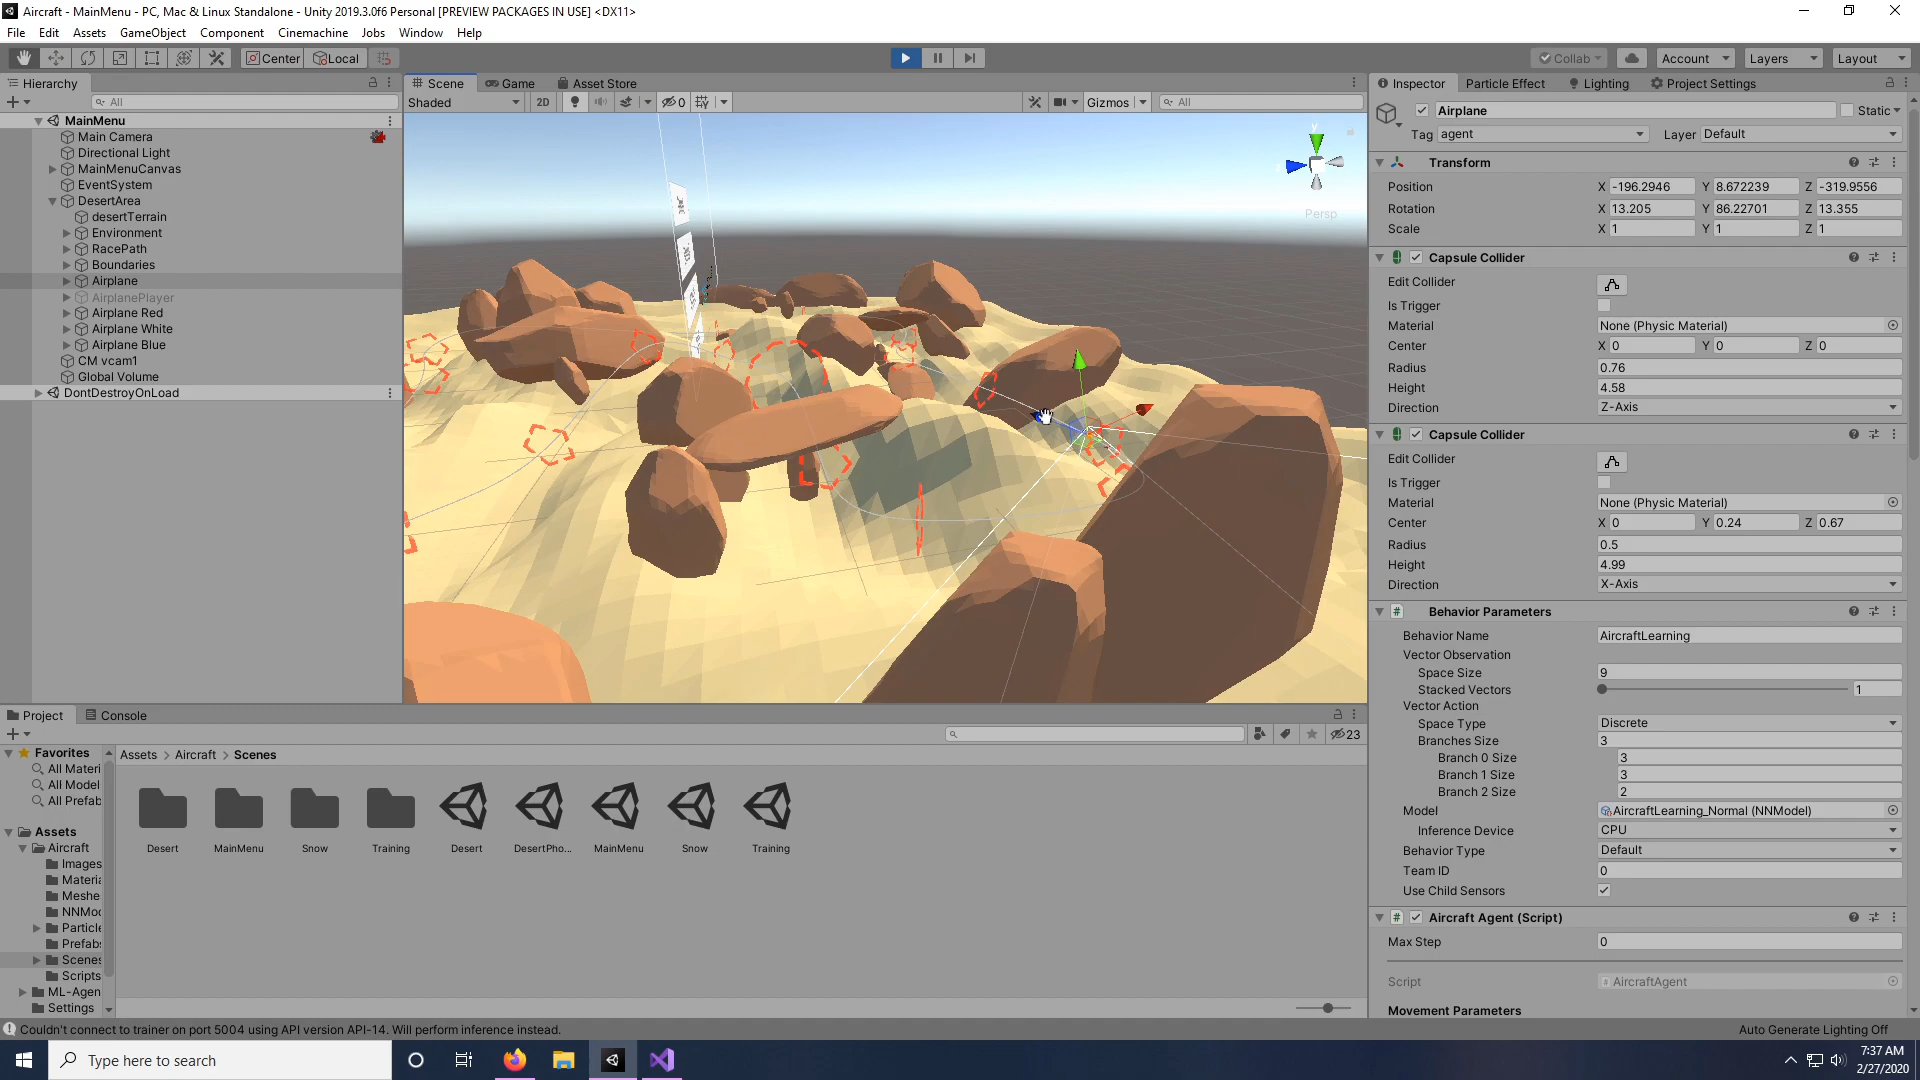 Aircraft - MainMenu - PC, Mac & Linux Standalone - Unity 2019.3.0f6 Personal [PREVIEW PACKAGES IN USE] <DX11>
File Edit Assets GameObject Component Cinemachine Jobs Window Help
Center Local Collab Account Layers Layout
Hierarchy
All
MainMenu
Main Camera
Directional Light
MainMenuCanvas
EventSystem
DesertArea
desertTerrain
Environment
RacePath
Boundaries
Airplane
AirplanePlayer
Airplane Red
Airplane White
Airplane Blue
CM vcam1
Global Volume
DontDestroyOnLoad
Scene Game Asset Store
Shaded 2D 0 Gizmos All
y
Persp
Inspector Particle Effect Lighting Project Settings
Airplane Static
Tag agent Layer Default
Transform
Position X -196.2946 Y 8.672239 Z -319.9556
Rotation X 13.205 Y 86.22701 Z 13.355
Scale X 1 Y 1 Z 1
Capsule Collider
Edit Collider
Is Trigger
Material None (Physic Material)
Center X 0 Y 0 Z 0
Radius 0.76
Height 4.58
Direction Z-Axis
Capsule Collider
Edit Collider
Is Trigger
Material None (Physic Material)
Center X 0 Y 0.24 Z 0.67
Radius 0.5
Height 4.99
Direction X-Axis
Behavior Parameters
Behavior Name AircraftLearning
Vector Observation
Space Size 9
Stacked Vectors 1
Vector Action
Space Type Discrete
Branches Size 3
Branch 0 Size 3
Branch 1 Size 3
Branch 2 Size 2
Model AircraftLearning_Normal (NNModel)
Inference Device CPU
Behavior Type Default
Team ID 0
Use Child Sensors
Aircraft Agent (Script)
Max Step 0
Script AircraftAgent
Movement Parameters
Project Console
23
Favorites
All Materi
All Model
All Prefab
Assets
Aircraft
Images
Materia
Meshe
NNMod
Particle
Prefabs
Scenes
Scripts
ML-Agen
Settings
Assets > Aircraft > Scenes
Desert MainMenu Snow Training Desert DesertPho... MainMenu Snow Training
Couldn't connect to trainer on port 5004 using API version API-14. Will perform inference instead.
Auto Generate Lighting Off
Type here to search
7:37 AM
2/27/2020